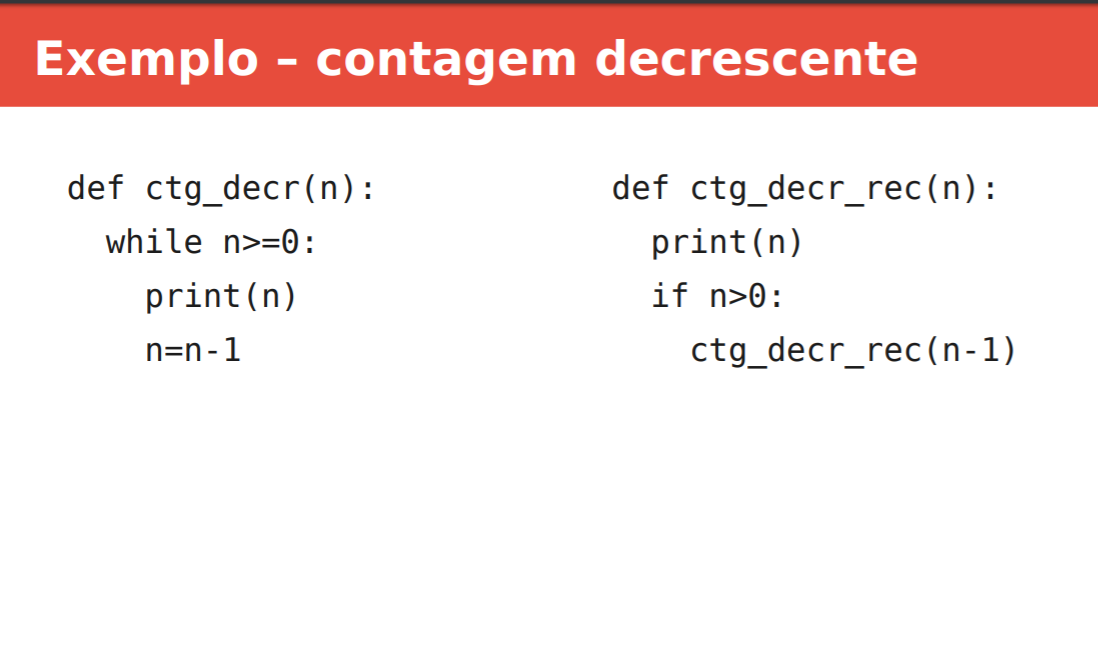 Exemplo – contagem decrescente
def ctg_decr(n):
  while n>=0:
    print(n)
    n=n-1
def ctg_decr_rec(n):
  print(n)
  if n>0:
    ctg_decr_rec(n-1)